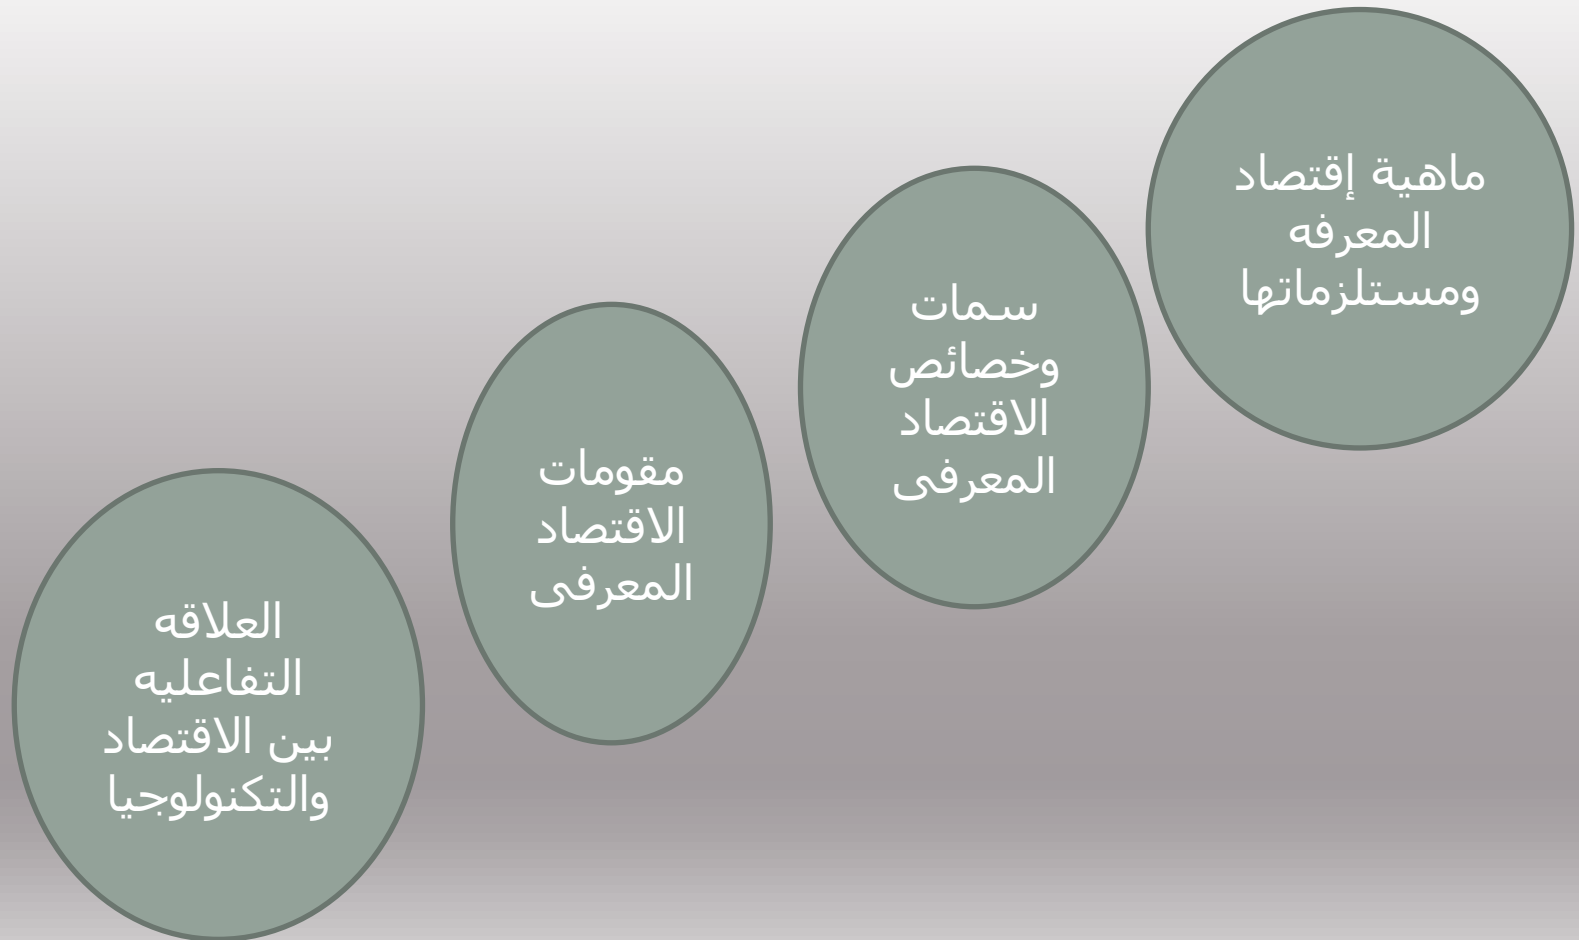 ماهية إقتصاد
المعرفه
ومستلزماتها
سمات
وخصائص
الاقتصاد
المعرفى
مقومات
الاقتصاد
المعرفى
العلاقه
التفاعليه
بين الاقتصاد
والتكنولوجيا